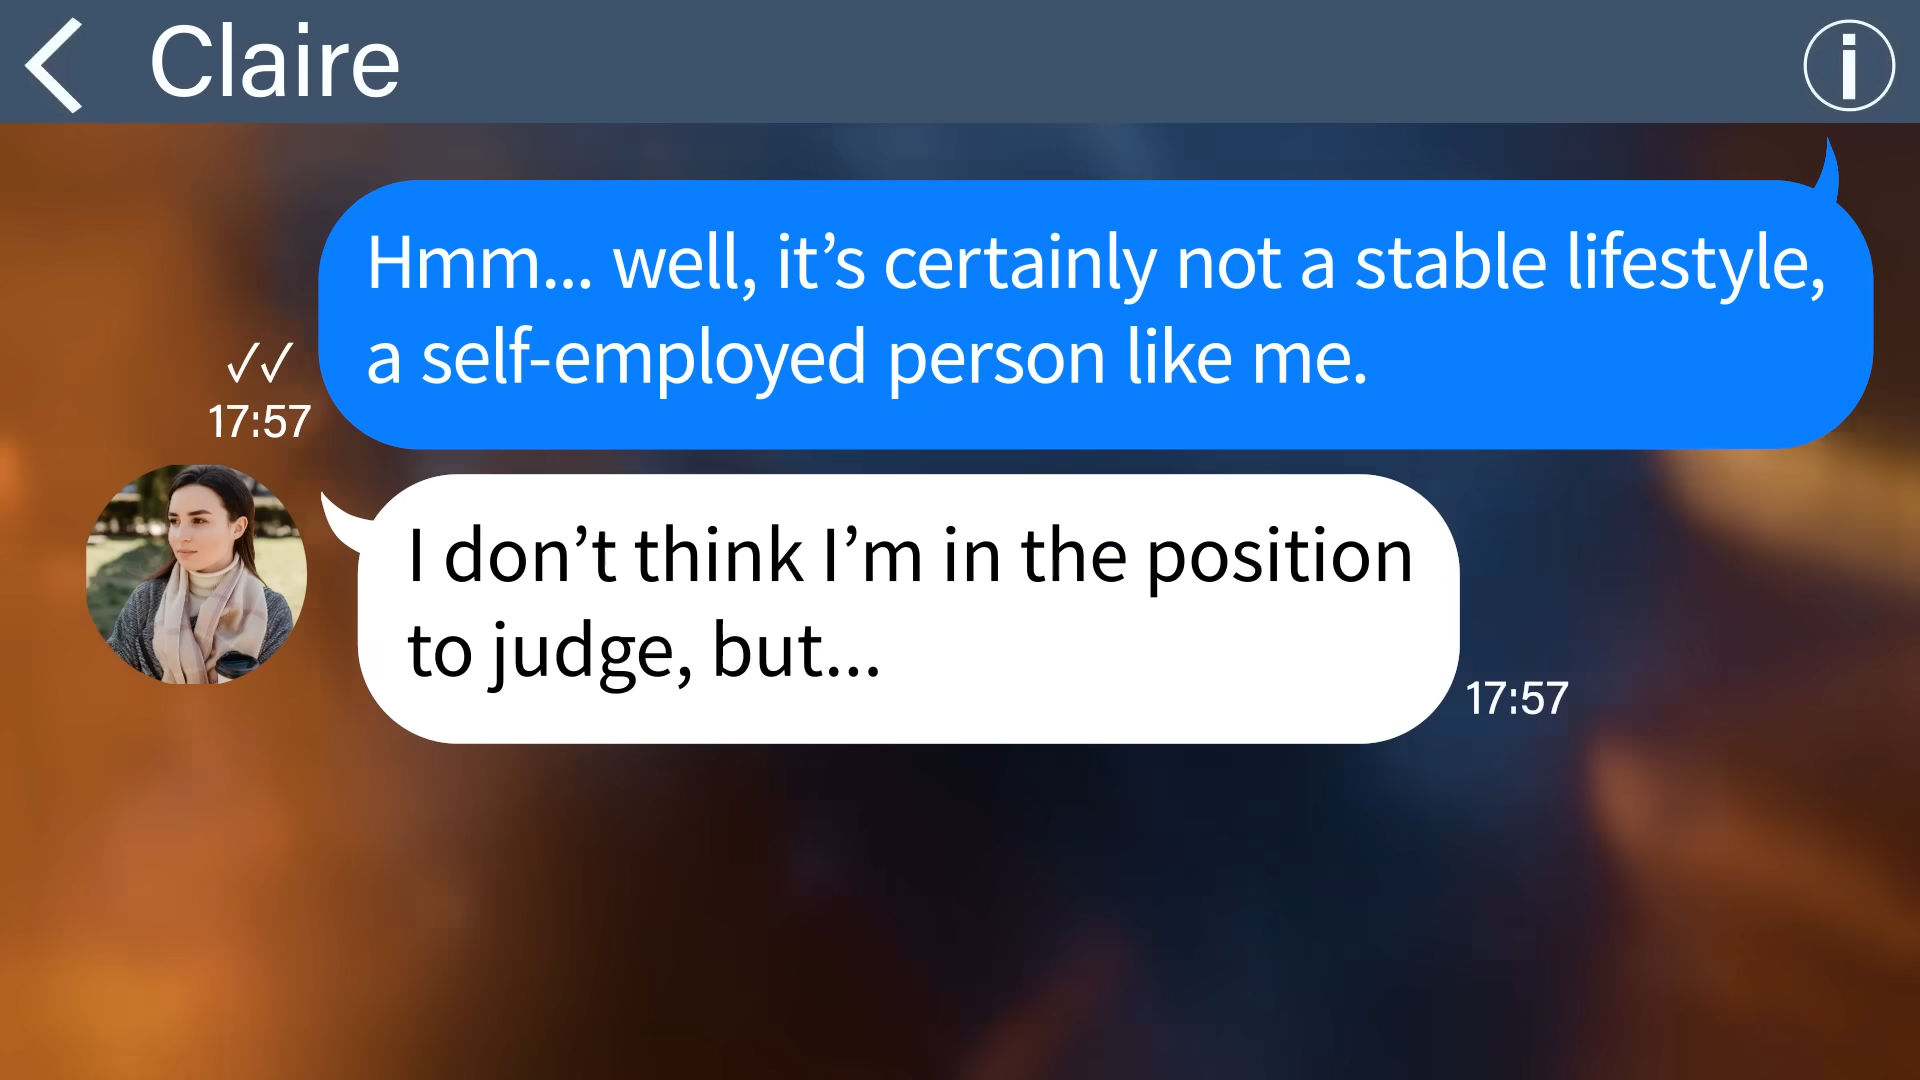 Claire
Hmm... well, it’s certainly not a stable lifestyle,
a self-employed person like me.
17:57
I don’t think I’m in the position
to judge, but...
17:57